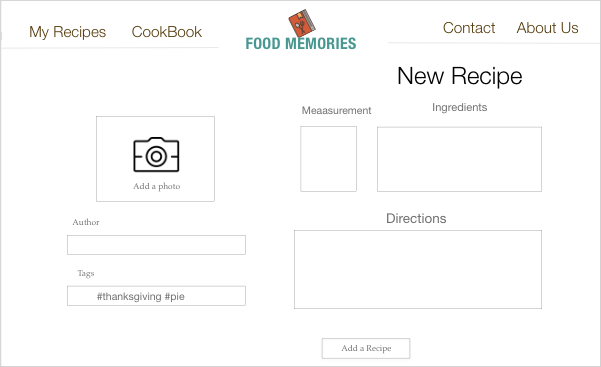 My Recipes
CookBook
FOOD MEMORIES
Contact
About Us
New Recipe
Meaasurement
Ingredients
Add a photo
Author
Directions
Tags
#thanksgiving #pie
Add a Recipe